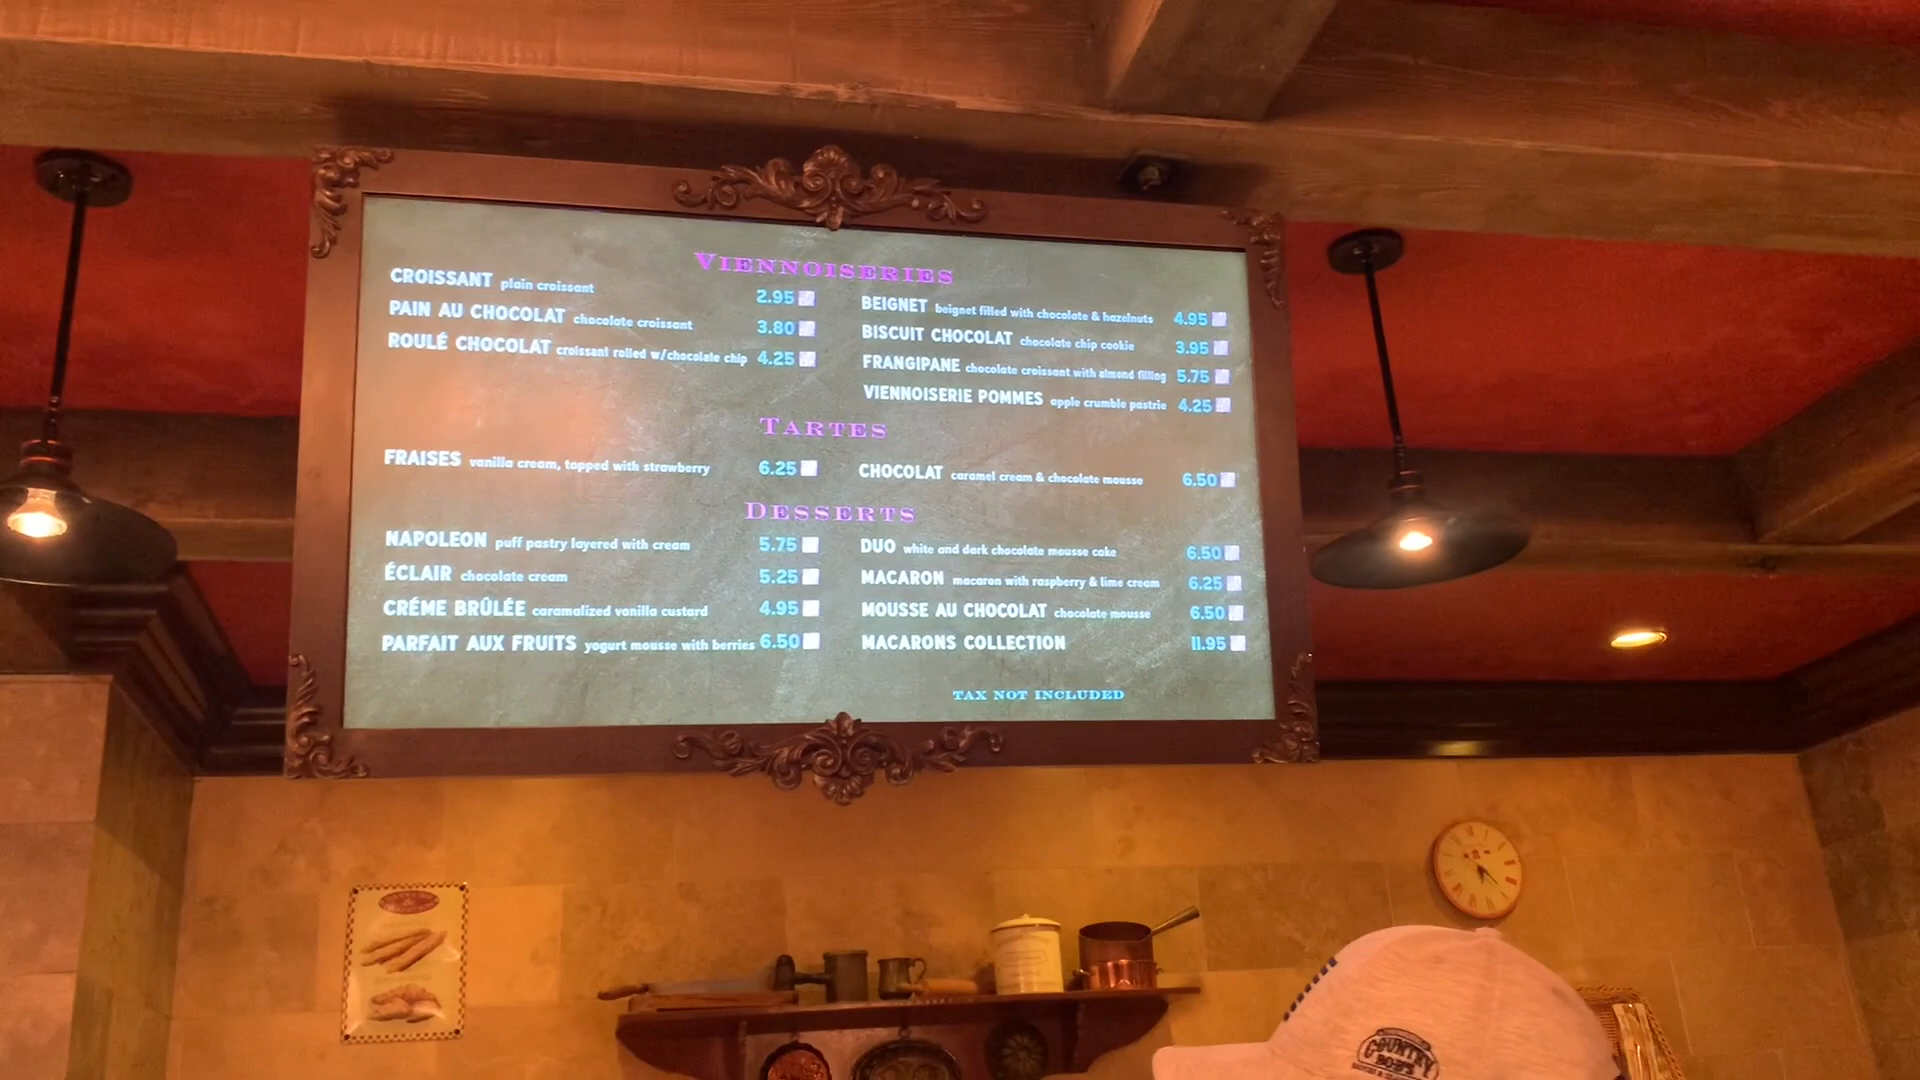 VIENNOISERIES
CROISSANT plain croissant 2.95
PAIN AU CHOCOLAT chocolate croissant 3.80
ROULÉ CHOCOLAT croissant rolled w/chocolate chip 4.25
BEIGNET beignet filled with chocolate & hazelnuts 4.95
BISCUIT CHOCOLAT chocolate chip cookie 3.95
FRANGIPANE chocolate croissant with almond filling 5.75
VIENNOISERIE POMMES apple crumble pastrie 4.25
TARTES
FRAISES vanilla cream, topped with strawberry 6.25
CHOCOLAT caramel cream & chocolate mousse 6.50
DESSERTS
NAPOLEON puff pastry layered with cream 5.75
ÉCLAIR chocolate cream 5.25
CRÉME BRÛLÉE caramalized vanilla custard 4.95
PARFAIT AUX FRUITS yogurt mousse with berries 6.50
DUO white and dark chocolate mousse cake 6.50
MACARON macaron with raspberry & lime cream 6.25
MOUSSE AU CHOCOLAT chocolate mousse 6.50
MACARONS COLLECTION 11.95
TAX NOT INCLUDED
COUNTRY
BOB'S